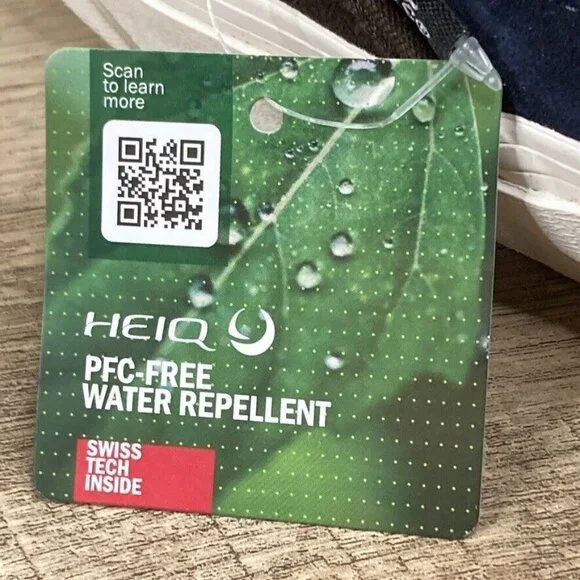 Scan
to learn
more
HEIQ
PFC-FREE
WATER REPELLENT
SWISS
TECH
INSIDE